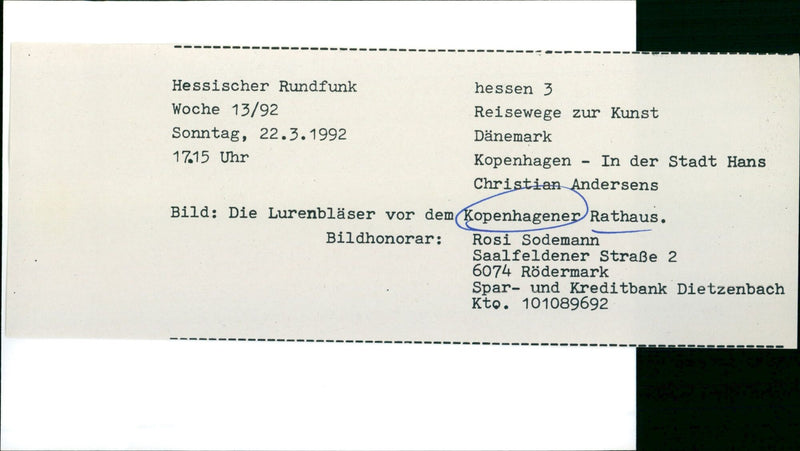 Hessischer Rundfunk
Woche 13/92
Sonntag, 22.3.1992
17.15 Uhr
hessen 3
Reisewege zur Kunst
Dänemark
Kopenhagen - In der Stadt Hans
Christian Andersens
Bild: Die Lurenbläser vor dem Kopenhagener Rathaus.
Bildhonorar: Rosi Sodemann
Saalfeldener Straße 2
6074 Rödermark
Spar- und Kreditbank Dietzenbach
Kto. 101089692